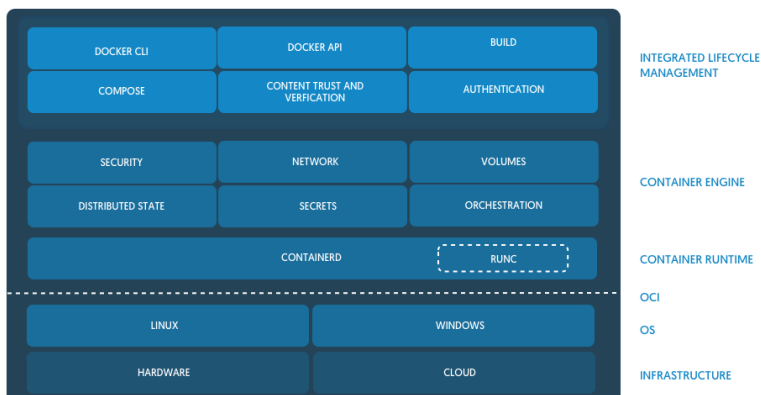 DOCKER CLI
DOCKER API
BUILD
COMPOSE
CONTENT TRUST AND
VERFICATION
AUTHENTICATION
INTEGRATED LIFECYCLE
MANAGEMENT
SECURITY
NETWORK
VOLUMES
DISTRIBUTED STATE
SECRETS
ORCHESTRATION
CONTAINER ENGINE
CONTAINERD
RUNC
CONTAINER RUNTIME
OCI
LINUX
WINDOWS
OS
HARDWARE
CLOUD
INFRASTRUCTURE